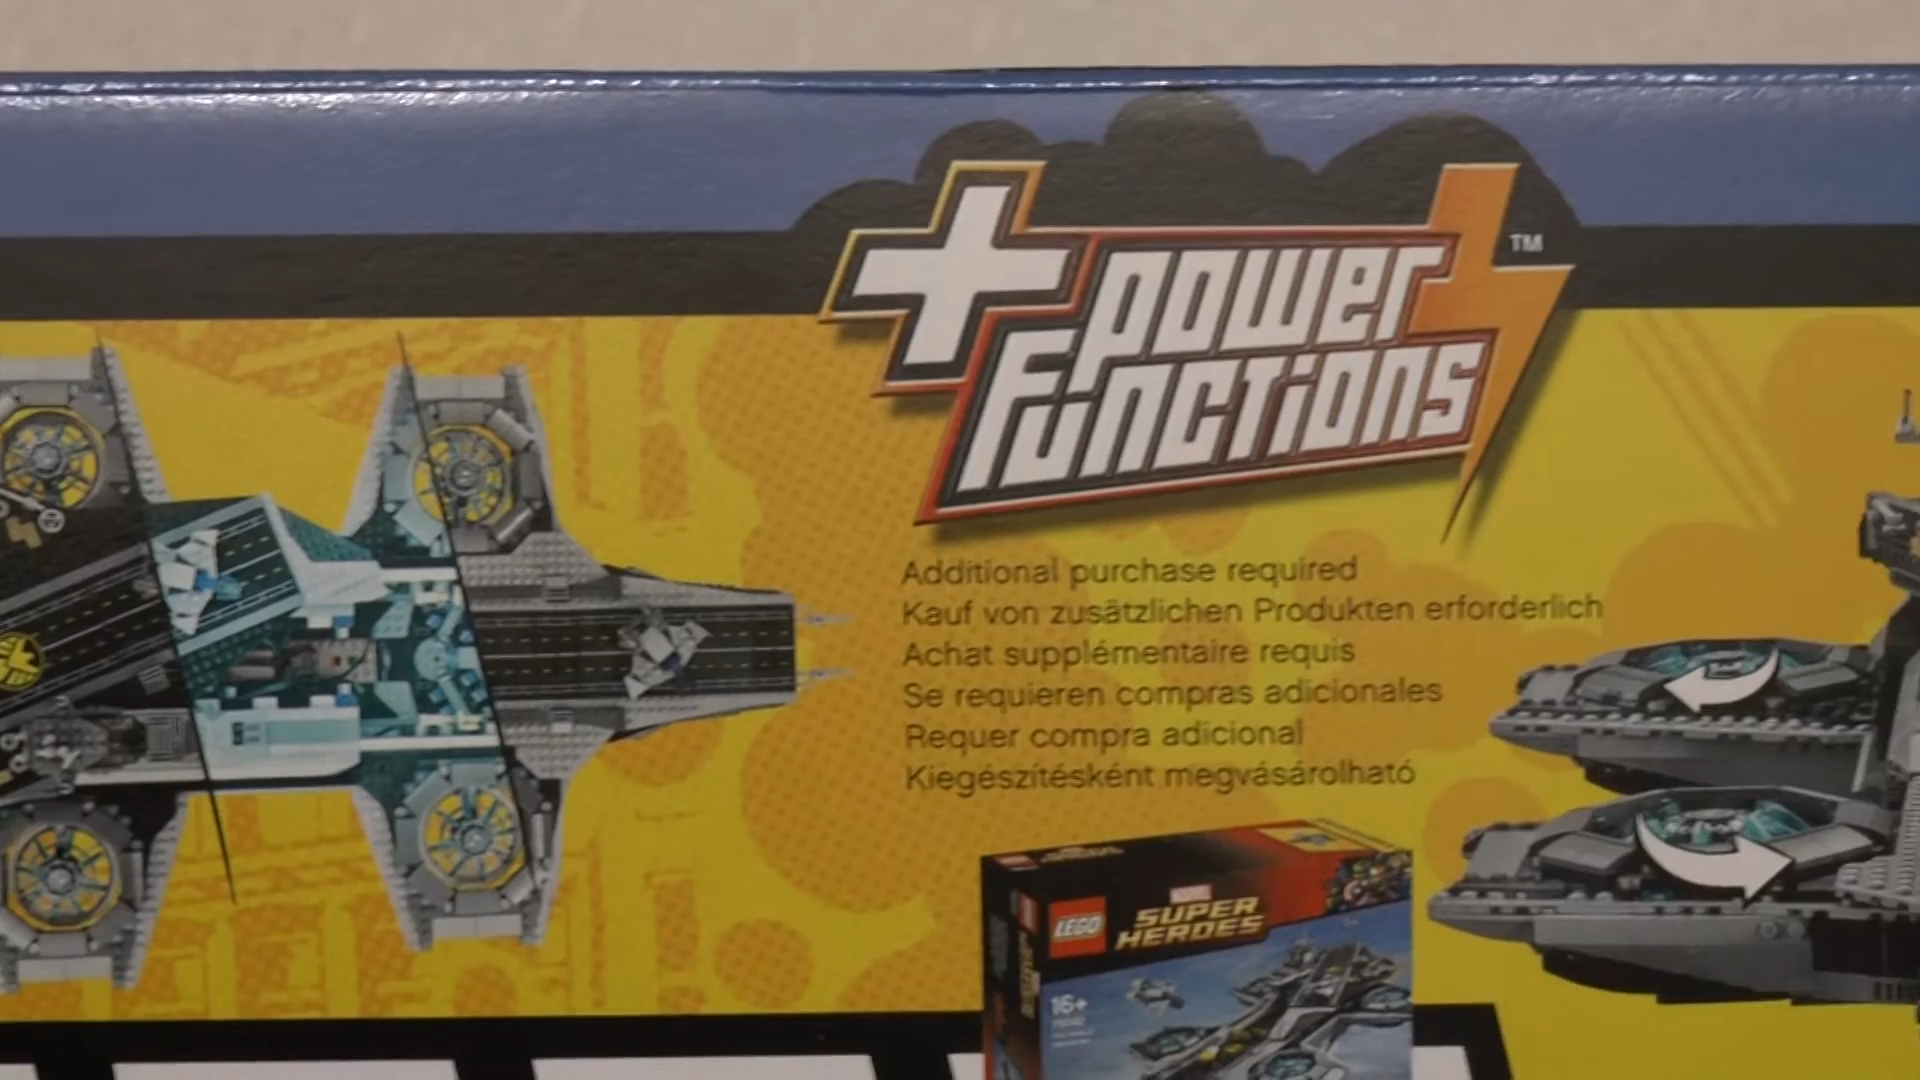 power
Functions
TM
Additional purchase required
Kauf von zusätzlichen Produkten erforderlich
Achat supplémentaire requis
Se requieren compras adicionales
Requer compra adicional
Kiegészítésként megvásárolható
MARVEL
LEGO
SUPER
HEROES
16+